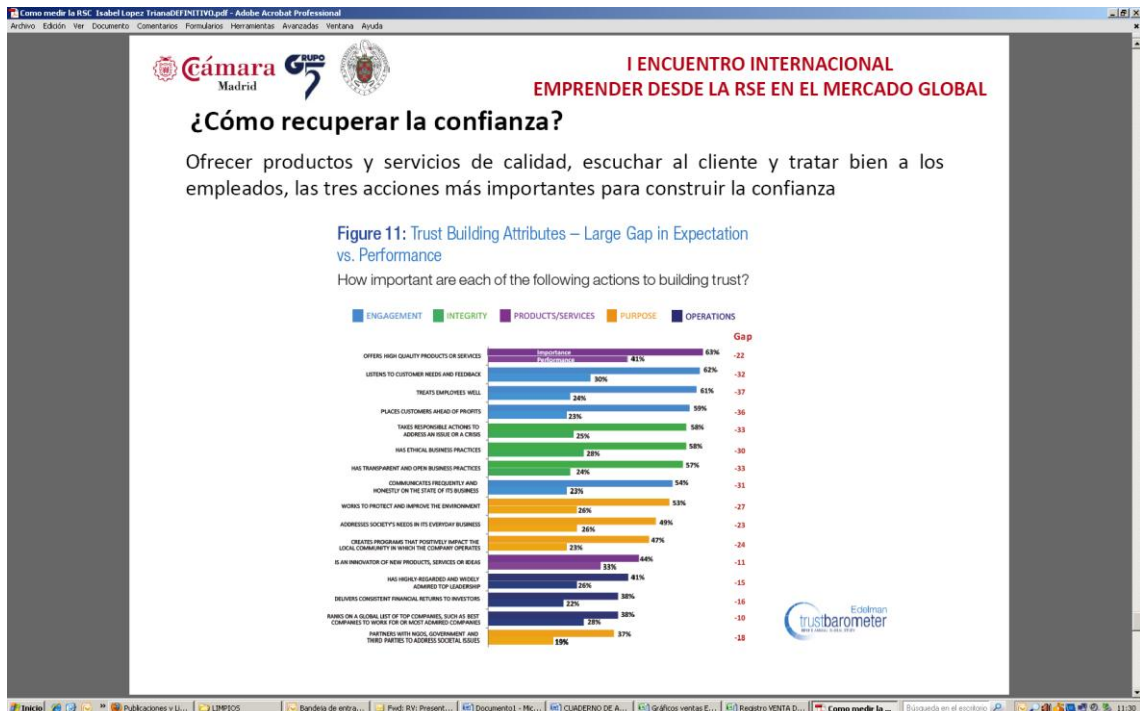 Como medir la RSC Isabel Lopez TrianaDEFINITIVO.pdf - Adobe Acrobat Professional
Archivo Edición Ver Documento Comentarios Formularios Herramientas Avanzadas Ventana Ayuda
Cámara
Madrid
GRUPO
5
I ENCUENTRO INTERNACIONAL
EMPRENDER DESDE LA RSE EN EL MERCADO GLOBAL
¿Cómo recuperar la confianza?
Ofrecer productos y servicios de calidad, escuchar al cliente y tratar bien a los
empleados, las tres acciones más importantes para construir la confianza
Figure 11: Trust Building Attributes – Large Gap in Expectation
vs. Performance
How important are each of the following actions to building trust?
ENGAGEMENT INTEGRITY PRODUCTS/SERVICES PURPOSE OPERATIONS
Gap
OFFERS HIGH QUALITY PRODUCTS OR SERVICES Importance 63% Performance 41% -22
LISTENS TO CUSTOMER NEEDS AND FEEDBACK 62% 30% -32
TREATS EMPLOYEES WELL 61% 24% -37
PLACES CUSTOMERS AHEAD OF PROFITS 59% 23% -36
TAKES RESPONSIBLE ACTIONS TO
ADDRESS AN ISSUE OR A CRISIS 58% 25% -33
HAS ETHICAL BUSINESS PRACTICES 58% 28% -30
HAS TRANSPARENT AND OPEN BUSINESS PRACTICES 57% 24% -33
COMMUNICATES FREQUENTLY AND
HONESTLY ON THE STATE OF ITS BUSINESS 54% 23% -31
WORKS TO PROTECT AND IMPROVE THE ENVIRONMENT 53% 26% -27
ADDRESSES SOCIETY'S NEEDS IN ITS EVERYDAY BUSINESS 49% 26% -23
CREATES PROGRAMS THAT POSITIVELY IMPACT THE
LOCAL COMMUNITY IN WHICH THE COMPANY OPERATES 47% 23% -24
IS AN INNOVATOR OF NEW PRODUCTS, SERVICES OR IDEAS 44% 33% -11
HAS HIGHLY-REGARDED AND WIDELY
ADMIRED TOP LEADERSHIP 41% 26% -15
DELIVERS CONSISTENT FINANCIAL RETURNS TO INVESTORS 38% 22% -16
RANKS ON A GLOBAL LIST OF TOP COMPANIES, SUCH AS BEST
COMPANIES TO WORK FOR OR MOST ADMIRED COMPANIES 38% 28% -10
PARTNERS WITH NGOS, GOVERNMENT AND
THIRD PARTIES TO ADDRESS SOCIETAL ISSUES 37% 19% -18
Edelman
trustbarometer
Inicio Publicaciones y Li... LIMPIOS Bandeja de entra... Fwd: RV: Present... Documento1 - Mic... CUADERNO DE A... Gráficos ventas E... Registro VENTA D... Como medir la ... Búsqueda en el escritorio 11:30